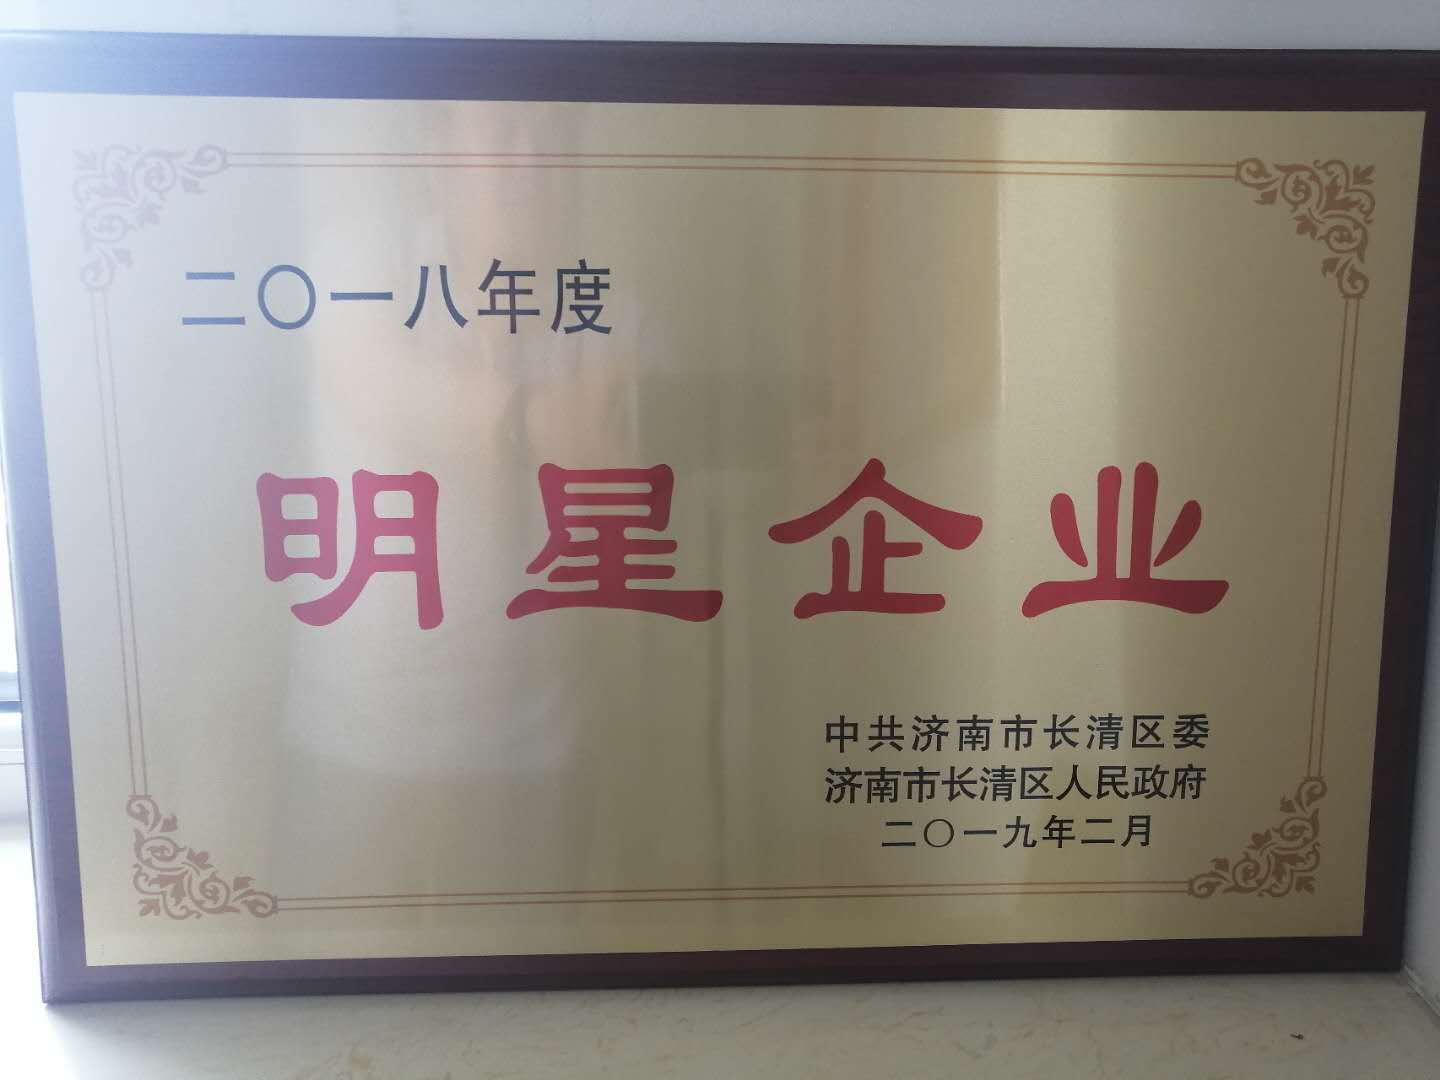 二〇一八年度
明星企业
中共济南市长清区委
济南市长清区人民政府
二〇一九年二月